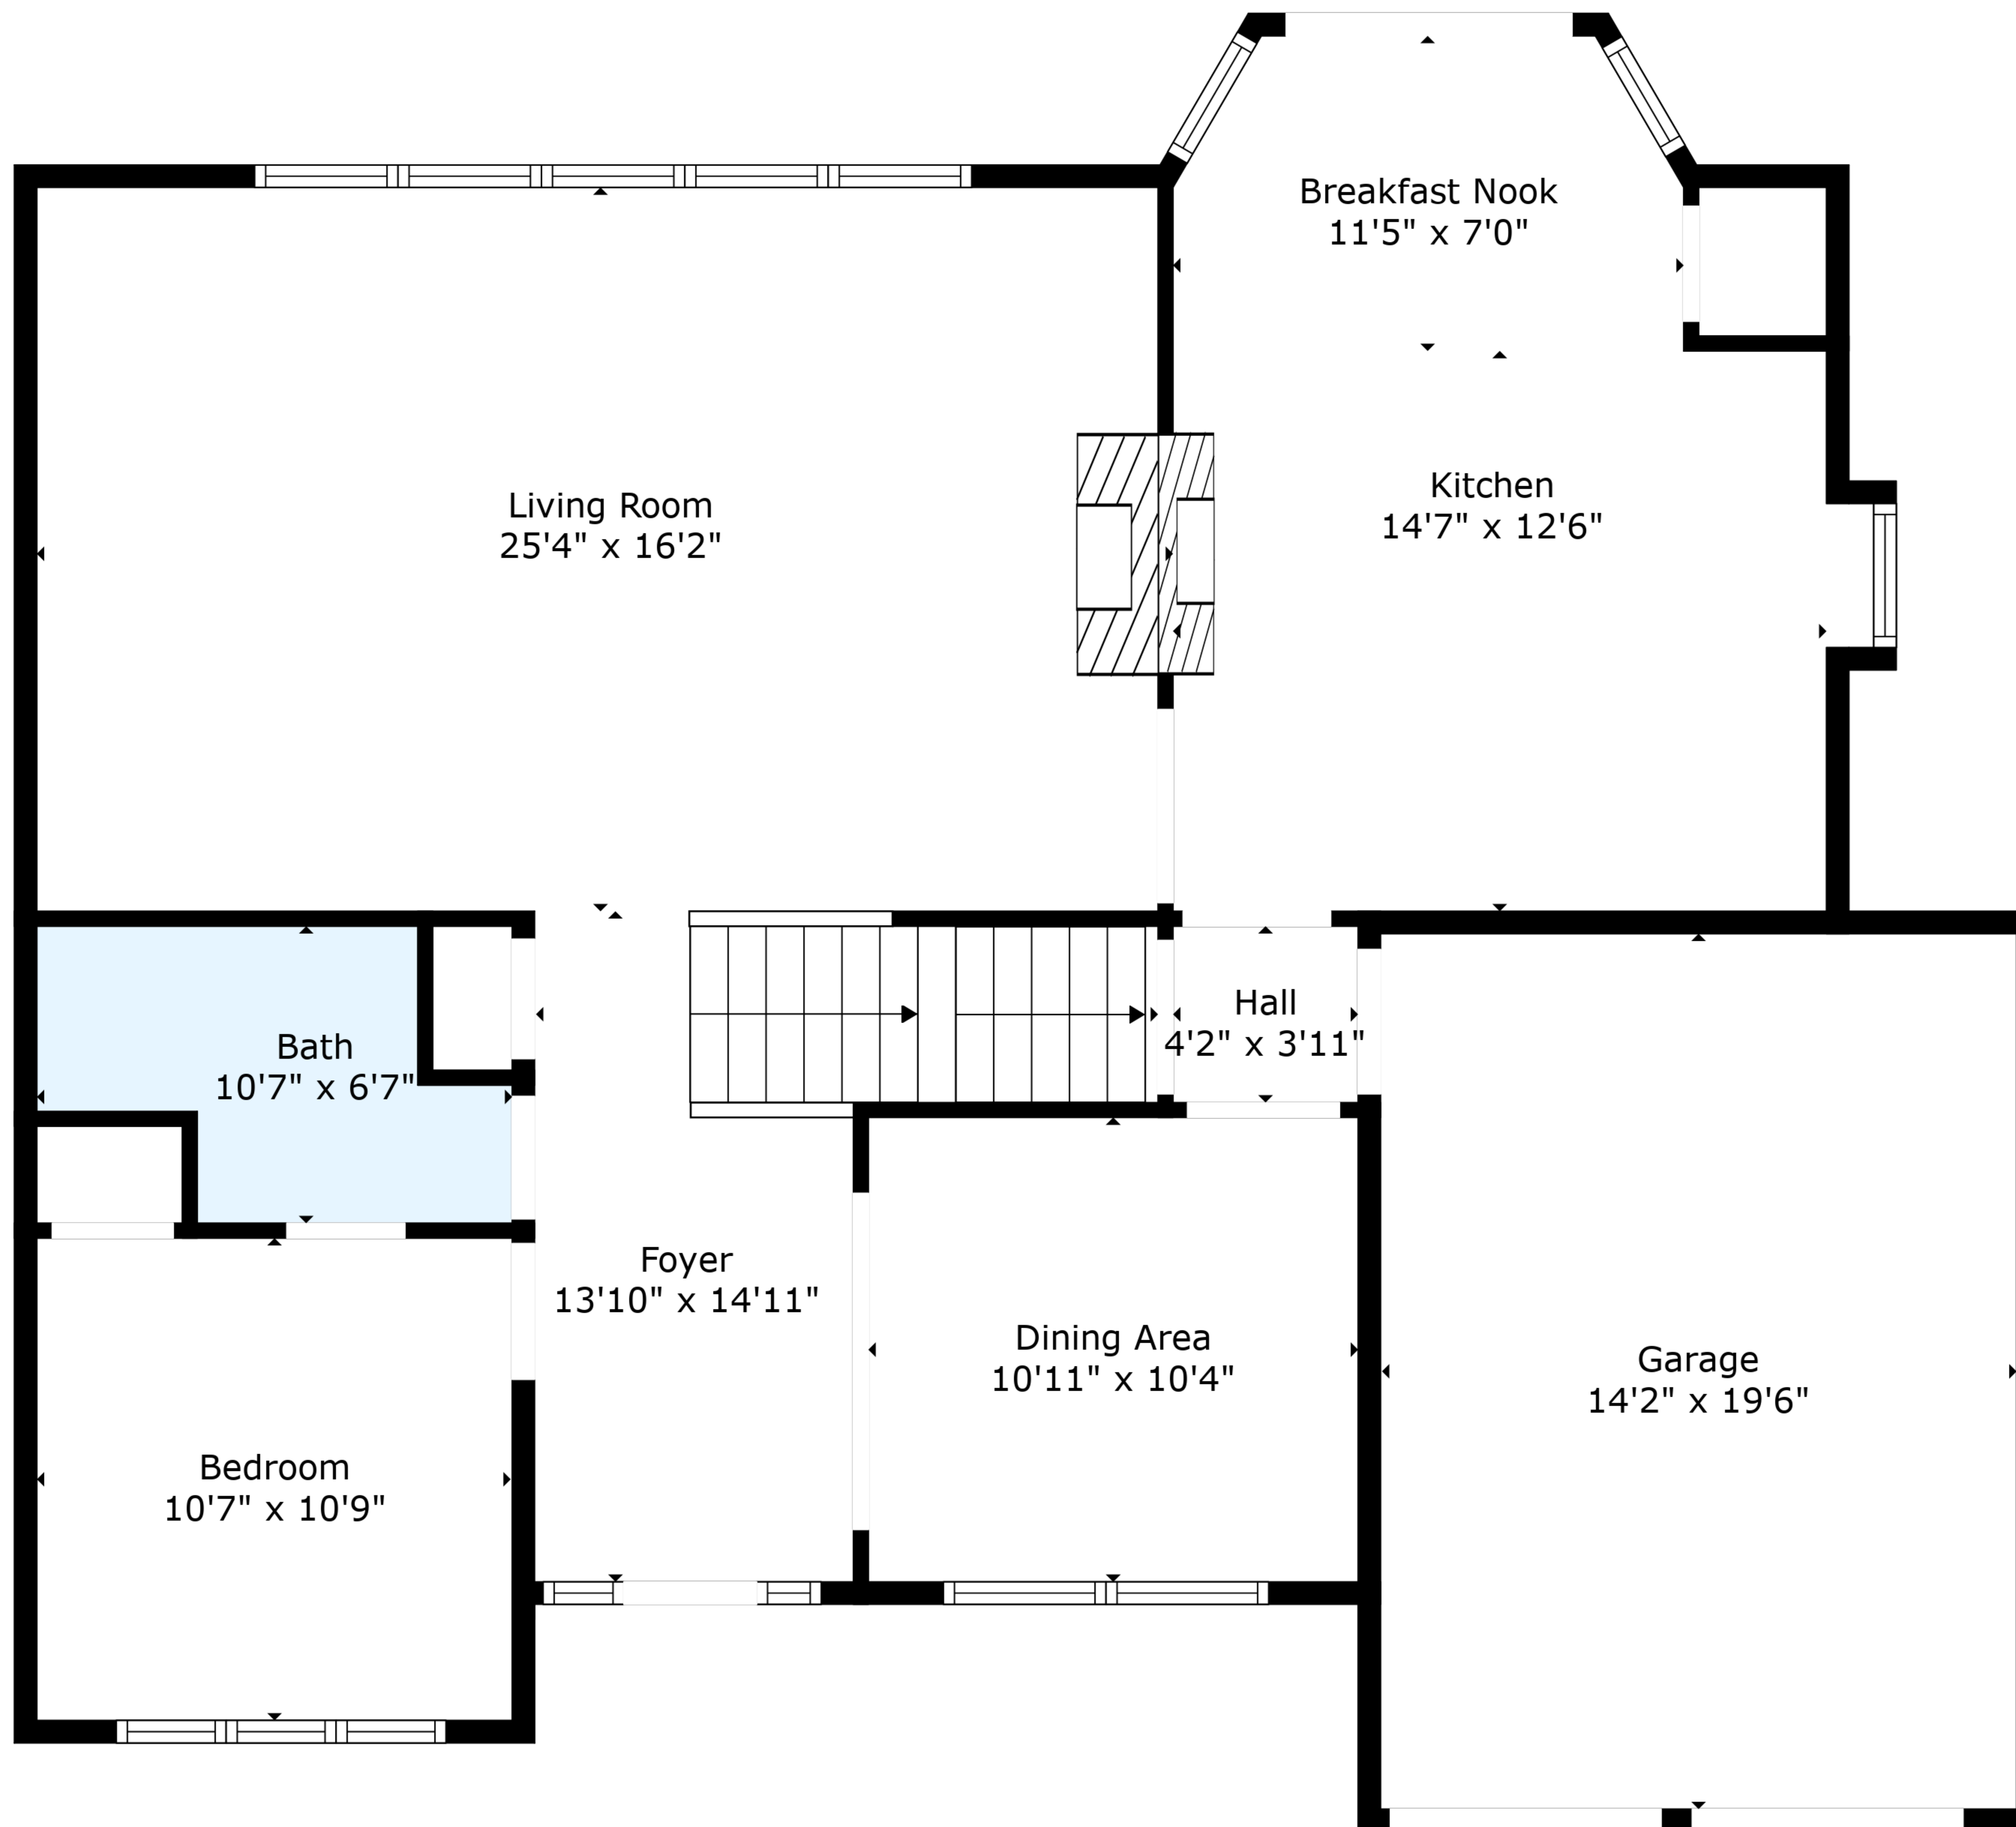 Breakfast Nook
11'5" x 7'0"
Living Room
25'4" x 16'2"
Kitchen
14'7" x 12'6"
Bath
10'7" x 6'7"
Hall
4'2" x 3'11"
Foyer
13'10" x 14'11"
Dining Area
10'11" x 10'4"
Garage
14'2" x 19'6"
Bedroom
10'7" x 10'9"